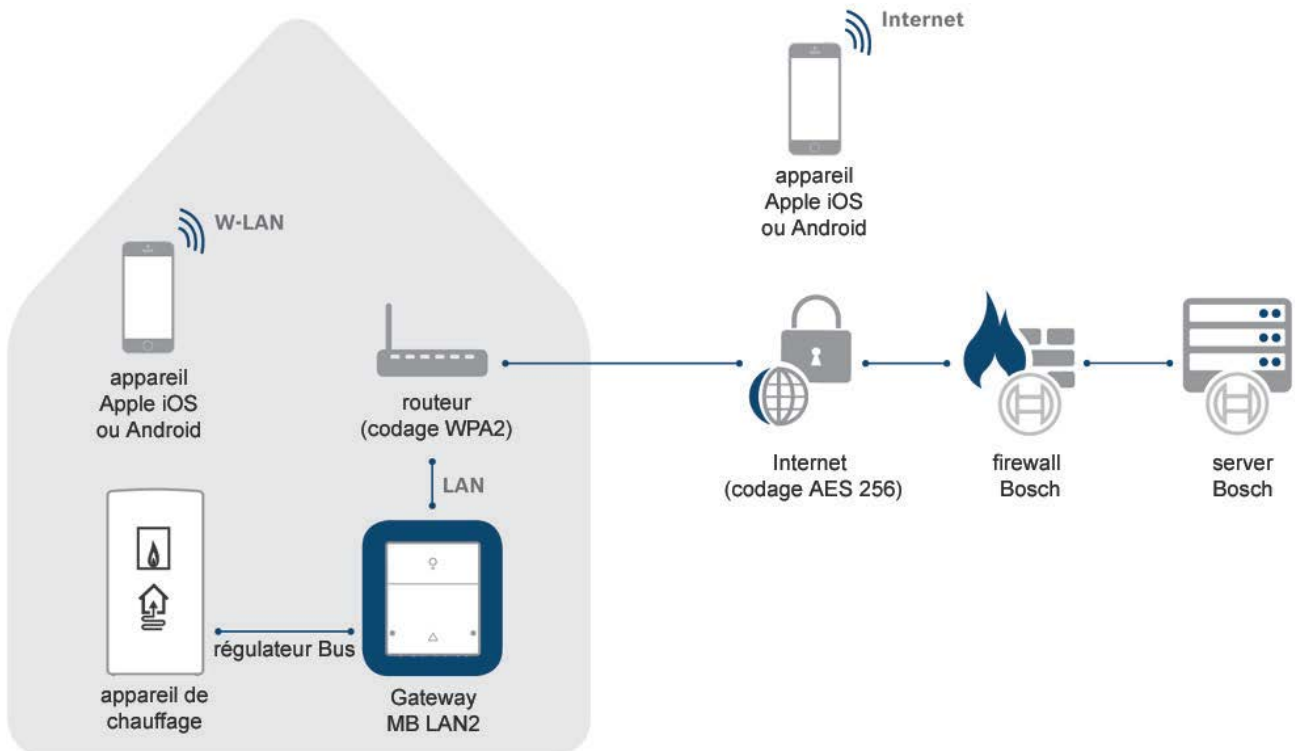 Internet
appareil
Apple iOS
ou Android
W-LAN
appareil
Apple iOS
ou Android
routeur
(codage WPA2)
Internet
(codage AES 256)
firewall
Bosch
server
Bosch
LAN
régulateur Bus
appareil de
chauffage
Gateway
MB LAN2